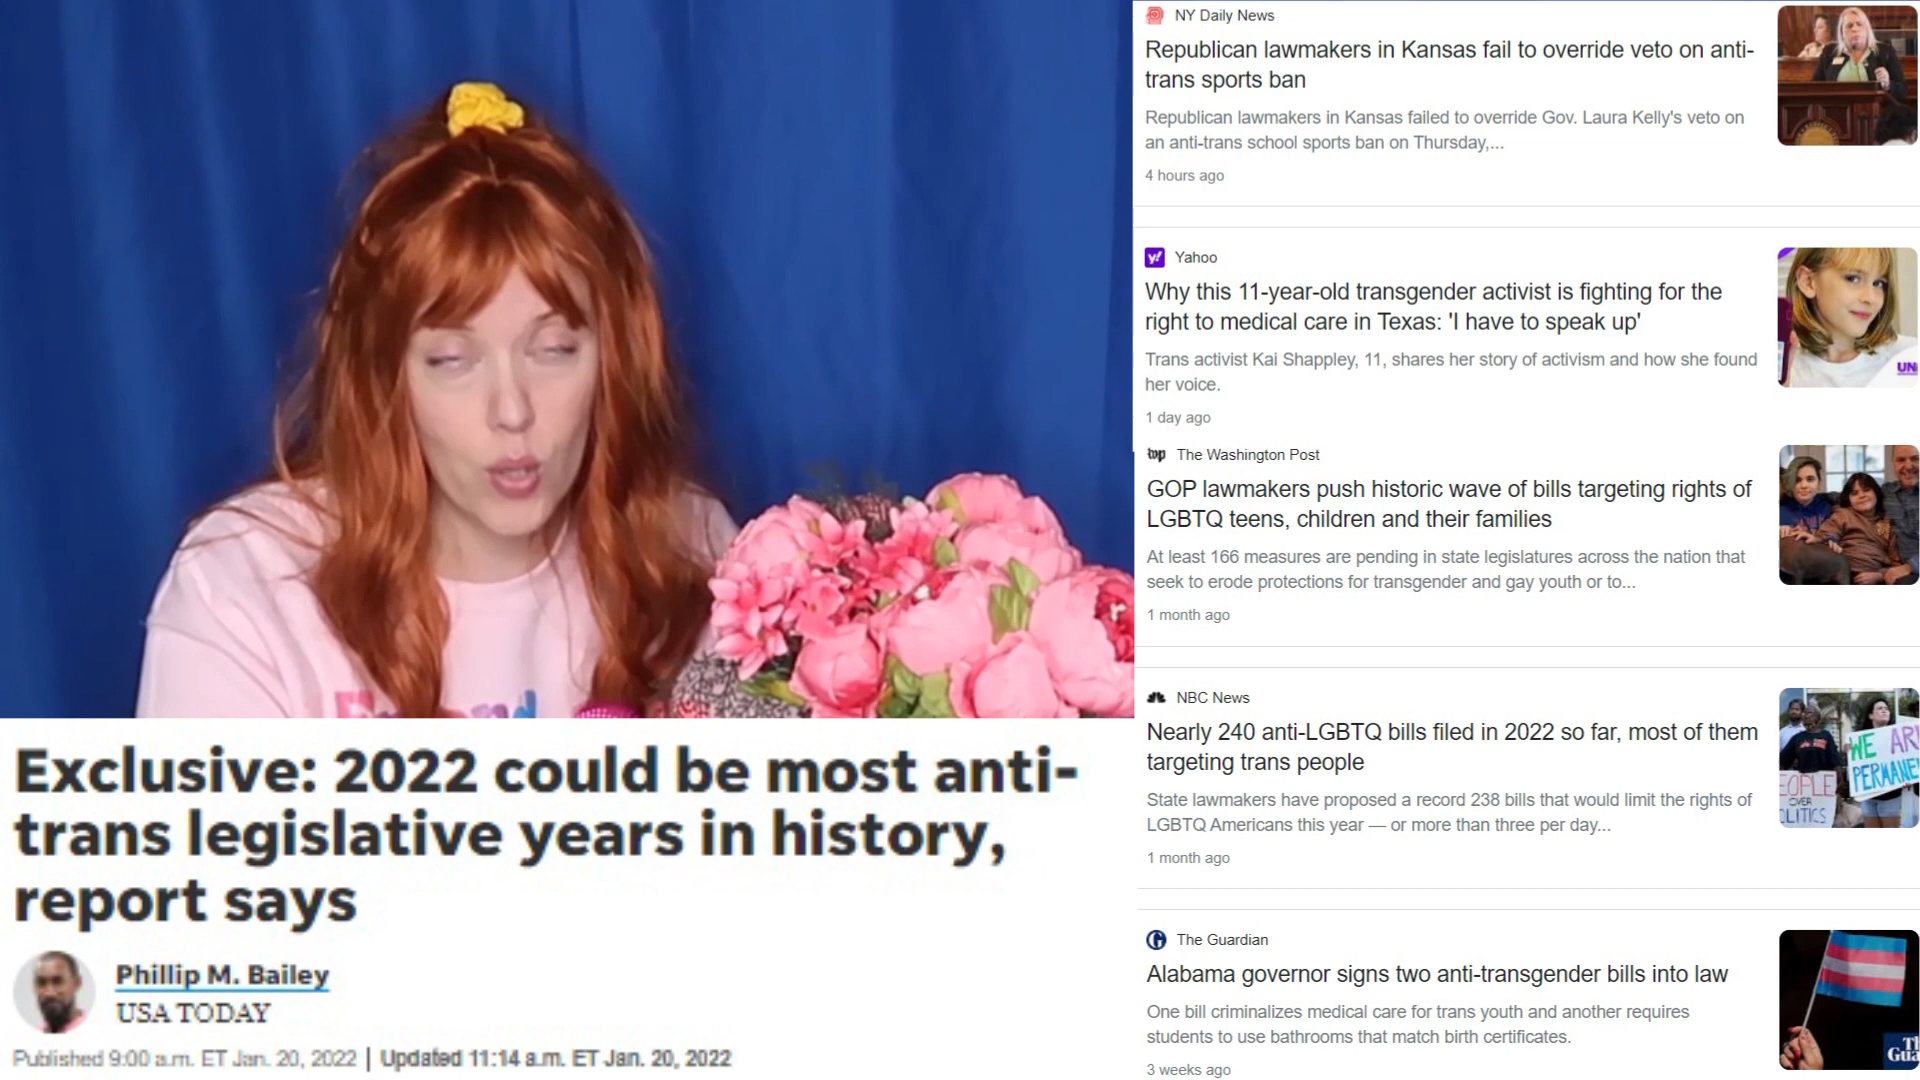 Exclusive: 2022 could be most anti-
trans legislative years in history,
report says
Phillip M. Bailey
USA TODAY
Published 9:00 a.m. ET Jan. 20, 2022 | Updated 11:14 a.m. ET Jan. 20, 2022
NY Daily News
Republican lawmakers in Kansas fail to override veto on anti-
trans sports ban
Republican lawmakers in Kansas failed to override Gov. Laura Kelly's veto on
an anti-trans school sports ban on Thursday,...
4 hours ago
y!
Yahoo
Why this 11-year-old transgender activist is fighting for the
right to medical care in Texas: 'I have to speak up'
Trans activist Kai Shappley, 11, shares her story of activism and how she found
her voice.
1 day ago
UN
wp The Washington Post
GOP lawmakers push historic wave of bills targeting rights of
LGBTQ teens, children and their families
At least 166 measures are pending in state legislatures across the nation that
seek to erode protections for transgender and gay youth or to...
1 month ago
NBC News
Nearly 240 anti-LGBTQ bills filed in 2022 so far, most of them
targeting trans people
State lawmakers have proposed a record 238 bills that would limit the rights of
LGBTQ Americans this year — or more than three per day...
1 month ago
WE AR
PERMANE
EOPLE
OVER
OLITICS
G The Guardian
Alabama governor signs two anti-transgender bills into law
One bill criminalizes medical care for trans youth and another requires
students to use bathrooms that match birth certificates.
3 weeks ago
Th
Gua